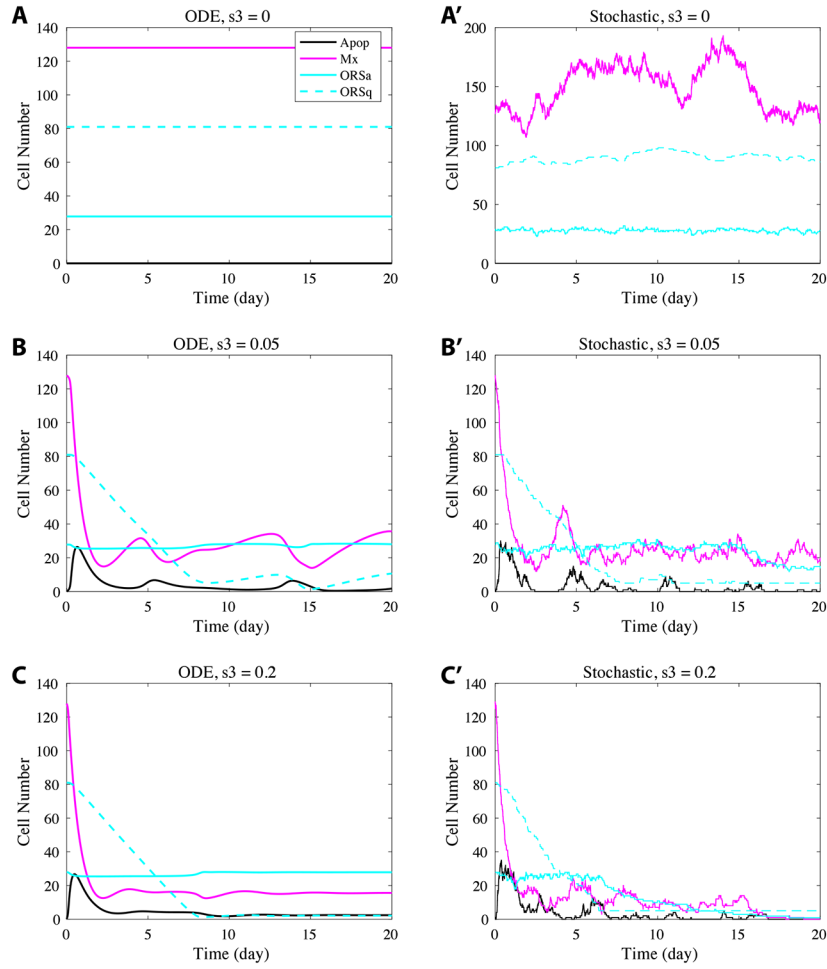 A
ODE, s3 = 0
140
120
100
80
60
40
20
0
Cell Number
Apop
Mx
ORSa
ORSq
0 5 10 15 20
Time (day)
A′
Stochastic, s3 = 0
200
150
100
50
0
Cell Number
0 5 10 15 20
Time (day)
B
ODE, s3 = 0.05
140
120
100
80
60
40
20
0
Cell Number
0 5 10 15 20
Time (day)
B′
Stochastic, s3 = 0.05
140
120
100
80
60
40
20
0
Cell Number
0 5 10 15 20
Time (day)
C
ODE, s3 = 0.2
140
120
100
80
60
40
20
0
Cell Number
0 5 10 15 20
Time (day)
C′
Stochastic, s3 = 0.2
140
120
100
80
60
40
20
0
Cell Number
0 5 10 15 20
Time (day)